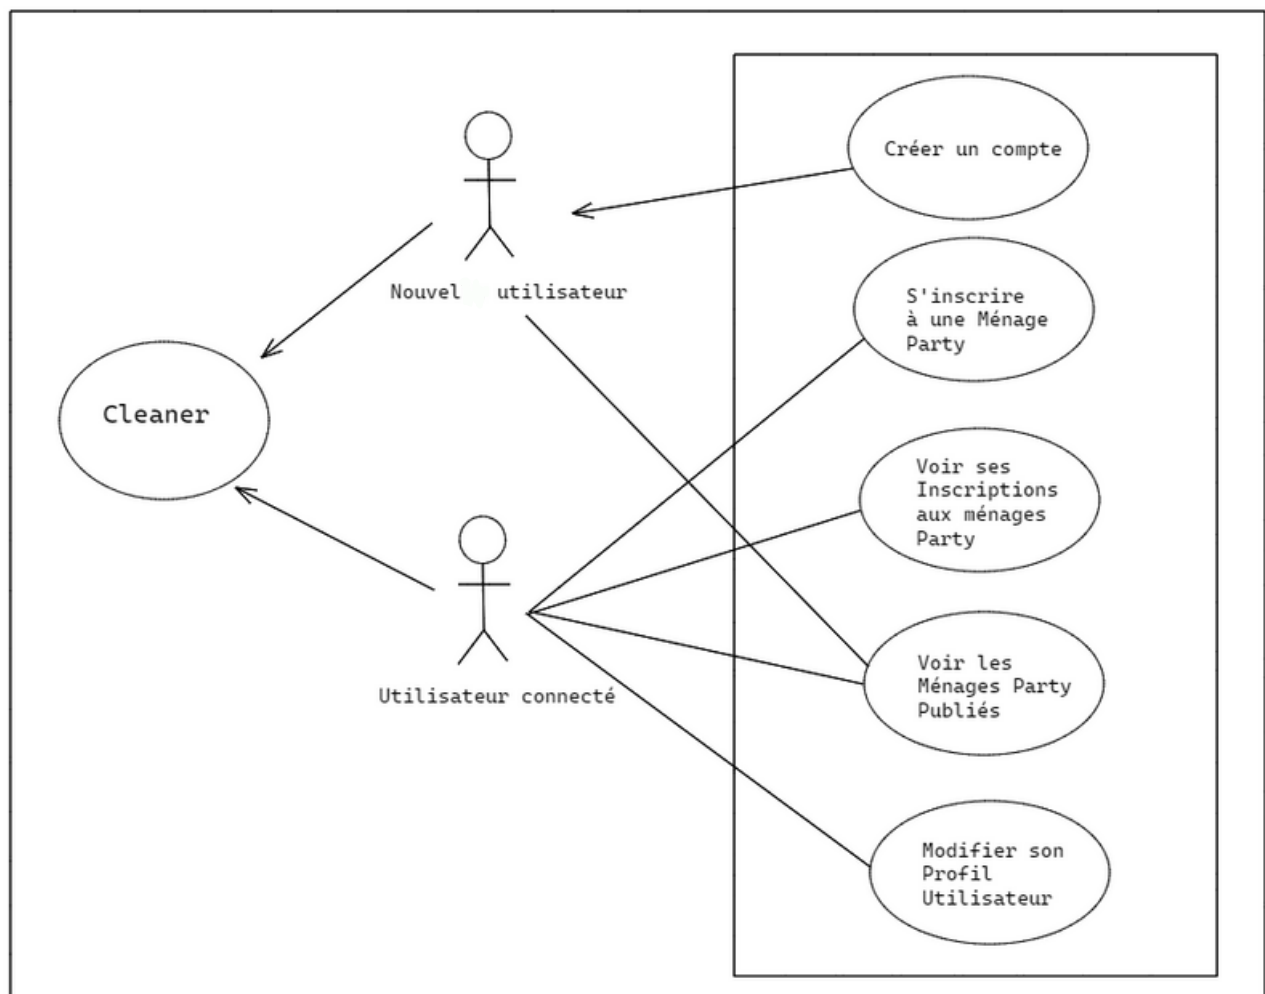 Créer un compte
Nouvel utilisateur
S'inscrire
à une Ménage
Party
Cleaner
Voir ses
Inscriptions
aux ménages
Party
Utilisateur connecté
Voir les
Ménages Party
Publiés
Modifier son
Profil
Utilisateur